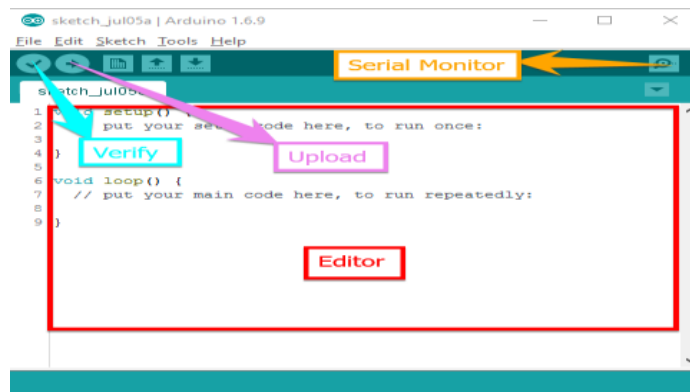 sketch_jul05a | Arduino 1.6.9
File Edit Sketch Tools Help
Serial Monitor
1 void setup() {
2 put your code here, to run once:
3
4 }
Verify
Upload
5
6 void loop() {
7 // put your main code here, to run repeatedly:
8
9 }
Editor